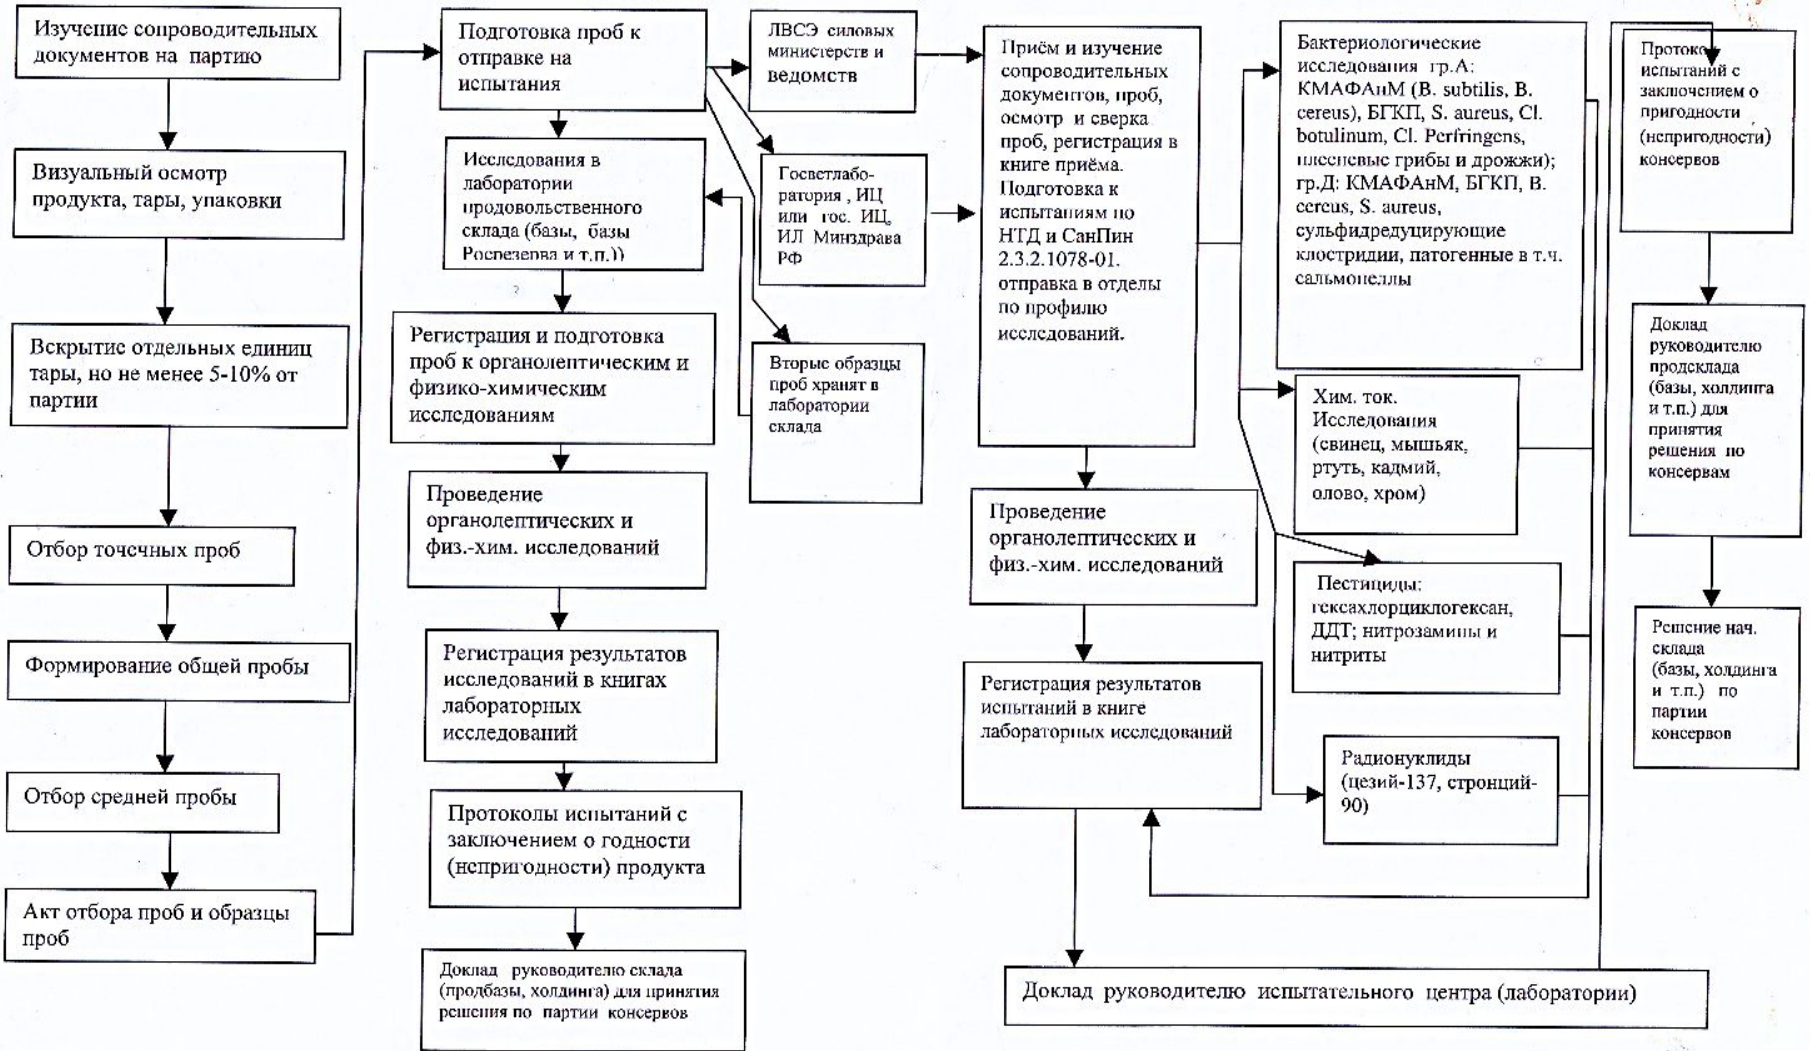 Изучение сопроводительных
документов на партию
Визуальный осмотр
продукта, тары, упаковки
Вскрытие отдельных единиц
тары, но не менее 5-10% от
партии
Отбор точечных проб
Формирование общей пробы
Отбор средней пробы
Акт отбора проб и образцы
проб
Подготовка проб к
отправке на
испытания
Исследования в
лаборатории
продовольственного
склада (базы, базы
Росрезерва и т.п.))
Регистрация и подготовка
проб к органолептическим и
физико-химическим
исследованиям
Проведение
органолептических и
физ.-хим. исследований
Регистрация результатов
исследований в книгах
лабораторных
исследований
Протоколы испытаний с
заключением о годности
(непригодности) продукта
Доклад руководителю склада
(продбазы, холдинга) для принятия
решения по партии консервов
ЛВСЭ силовых
министерств и
ведомств
Госветлабо-
ратория , ИЦ
или гос. ИЦ,
ИЛ Минздрава
РФ
Вторые образцы
проб хранят в
лаборатории
склада
Приём и изучение
сопроводительных
документов, проб,
осмотр и сверка
проб, регистрация в
книге приёма.
Подготовка к
испытаниям по
НТД и СанПин
2.3.2.1078-01.
отправка в отделы
по профилю
исследований.
Проведение
органолептических и
физ.-хим. исследований
Регистрация результатов
испытаний в книге
лабораторных исследований
Доклад руководителю испытательного центра (лаборатории)
Бактериологические
исследования гр.А:
КМАФАнМ (B. subtilis, B.
cereus), БГКП, S. aureus, Cl.
botulinum, Cl. Perfringens,
плесневые грибы и дрожжи);
гр.Д: КМАФАнМ, БГКП, B.
cereus, S. aureus,
сульфидредуцирующие
клостридии, патогенные в т.ч.
сальмонеллы
Хим. ток.
Исследования
(свинец, мышьяк,
ртуть, кадмий,
олово, хром)
Пестициды:
гексахлорциклогексан,
ДДТ; нитрозамины и
нитриты
Радионуклиды
(цезий-137, стронций-
90)
Протокол
испытаний с
заключением о
пригодности
(непригодности)
консервов
Доклад
руководителю
продсклада
(базы, холдинга
и т.п.) для
принятия
решения по
консервам
Решение нач.
склада
(базы, холдинга
и т.п.) по
партии
консервов